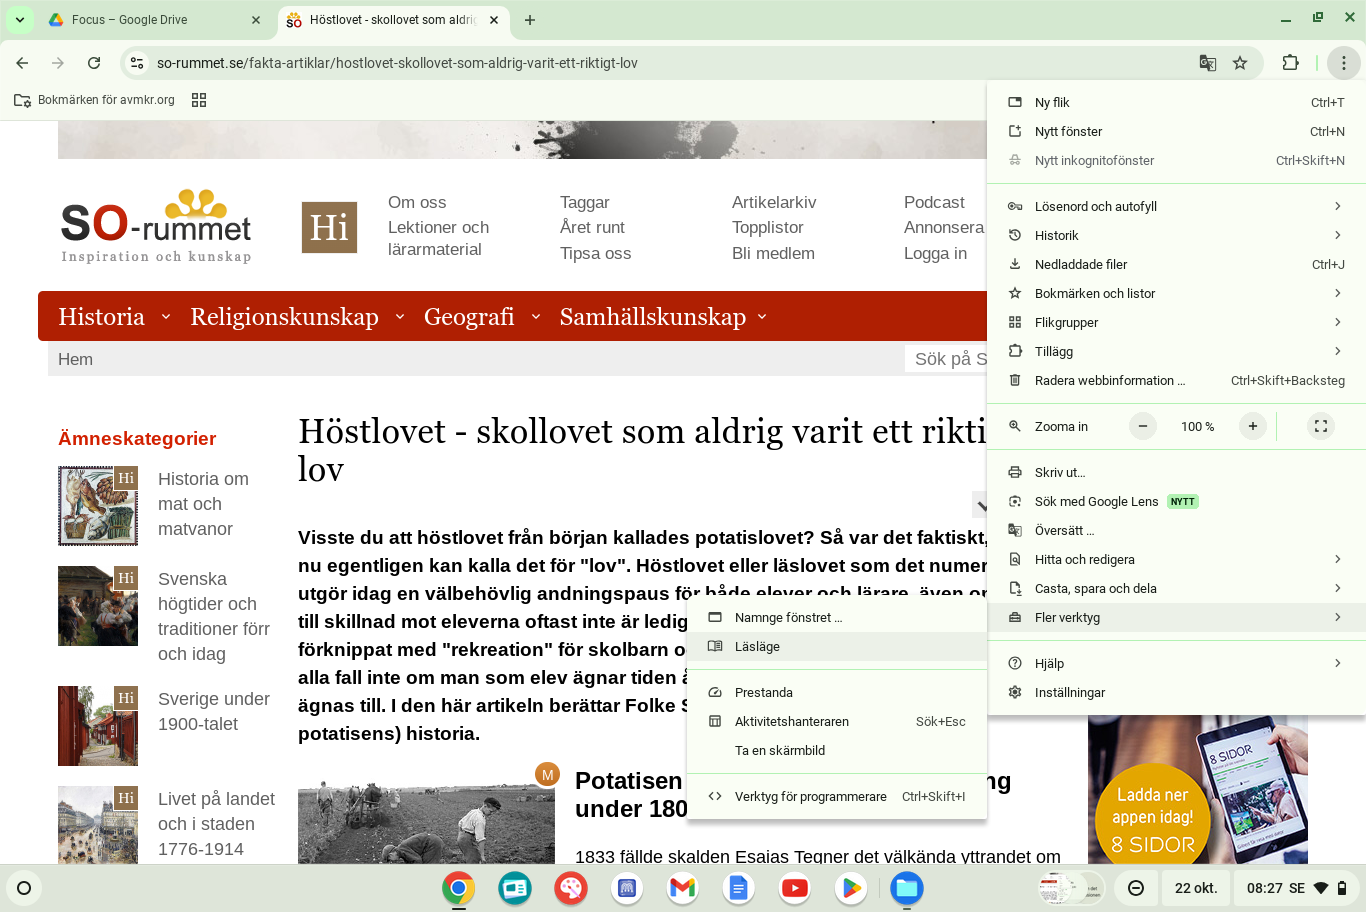 Focus – Google Drive
Höstlovet - skollovet som aldrig
so-rummet.se/fakta-artiklar/hostlovet-skollovet-som-aldrig-varit-ett-riktigt-lov
Bokmärken för avmkr.org
Ny flik Ctrl+T
Nytt fönster Ctrl+N
Nytt inkognitofönster Ctrl+Skift+N
Lösenord och autofyll
Historik
Nedladdade filer Ctrl+J
Bokmärken och listor
Flikgrupper
Tillägg
Radera webbinformation ... Ctrl+Skift+Backsteg
Zooma in 100 %
Skriv ut...
Sök med Google Lens NYTT
Översätt ...
Hitta och redigera
Casta, spara och dela
Fler verktyg
Hjälp
Inställningar
Namnge fönstret ...
Läsläge
Prestanda
Aktivitetshanteraren Sök+Esc
Ta en skärmbild
Verktyg för programmerare Ctrl+Skift+I
SO-rummet
Inspiration och kunskap
Hi
Om oss
Lektioner och
lärarmaterial
Taggar
Året runt
Tipsa oss
Artikelarkiv
Topplistor
Bli medlem
Podcast
Annonsera
Logga in
Historia Religionskunskap Geografi Samhällskunskap
Hem Sök på S
Ämneskategorier
Hi
Historia om
mat och
matvanor
Hi
Svenska
högtider och
traditioner förr
och idag
Hi
Sverige under
1900-talet
Hi
Livet på landet
och i staden
1776-1914
Höstlovet - skollovet som aldrig varit ett rikti
lov
Visste du att höstlovet från början kallades potatislovet? Så var det faktiskt,
nu egentligen kan kalla det för "lov". Höstlovet eller läslovet som det numer
utgör idag en välbehövlig andningspaus för både elever och lärare, även o
till skillnad mot eleverna oftast inte är ledig
förknippat med "rekreation" för skolbarn o
alla fall inte om man som elev ägnar tiden å
ägnas till. I den här artikeln berättar Folke S
potatisens) historia.
M
Potatisen ng
under 180
1833 fällde skalden Esaias Tegner det välkända yttrandet om
8 SIDOR
Ladda ner
appen idag!
8 SIDOR
22 okt.
08:27 SE